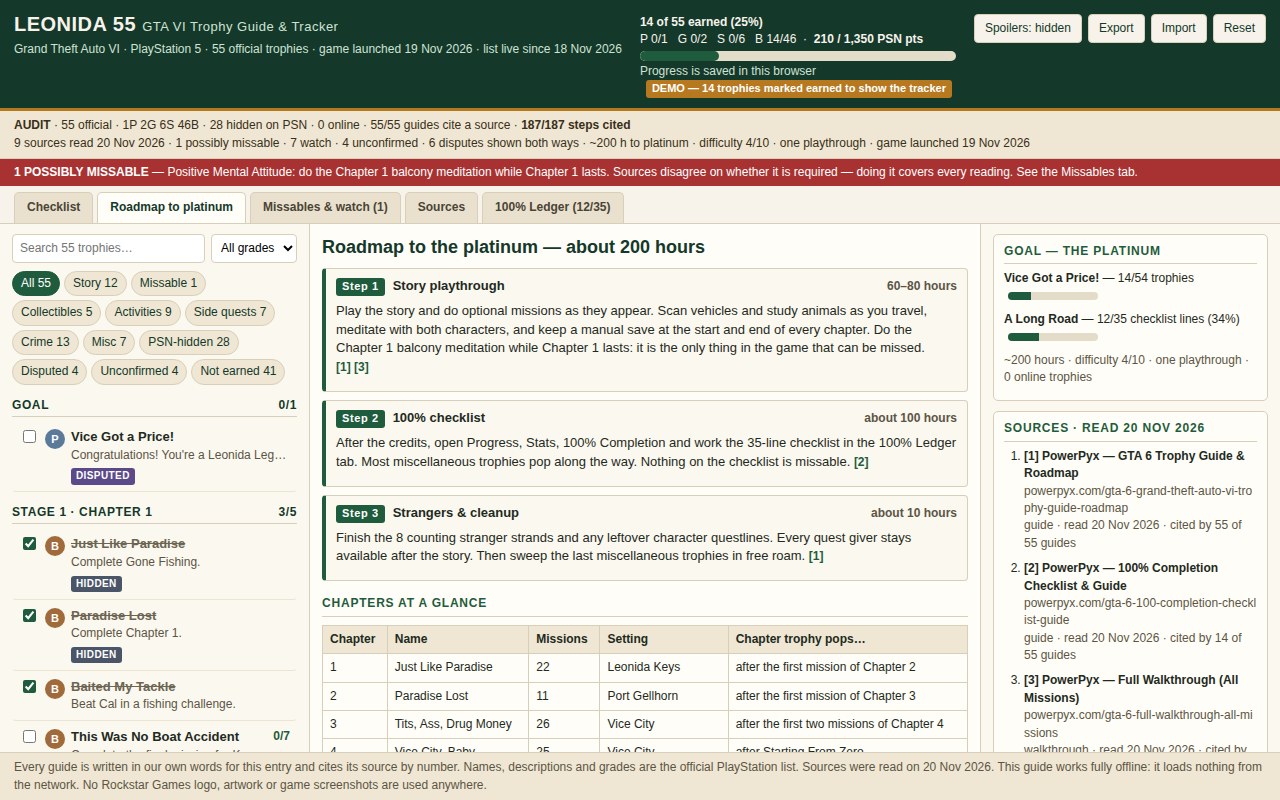 LEONIDA 55 GTA VI Trophy Guide & Tracker
Grand Theft Auto VI · PlayStation 5 · 55 official trophies · game launched 19 Nov 2026 · list live since 18 Nov 2026
14 of 55 earned (25%)
P 0/1 G 0/2 S 0/6 B 14/46 · 210 / 1,350 PSN pts
Progress is saved in this browser
DEMO — 14 trophies marked earned to show the tracker
Spoilers: hidden
Export
Import
Reset
AUDIT · 55 official · 1P 2G 6S 46B · 28 hidden on PSN · 0 online · 55/55 guides cite a source · 187/187 steps cited
9 sources read 20 Nov 2026 · 1 possibly missable · 7 watch · 4 unconfirmed · 6 disputes shown both ways · ~200 h to platinum · difficulty 4/10 · one playthrough · game launched 19 Nov 2026
1 POSSIBLY MISSABLE — Positive Mental Attitude: do the Chapter 1 balcony meditation while Chapter 1 lasts. Sources disagree on whether it is required — doing it covers every reading. See the Missables tab.
Checklist
Roadmap to platinum
Missables & watch (1)
Sources
100% Ledger (12/35)
Search 55 trophies…
All grades
All 55
Story 12
Missable 1
Collectibles 5
Activities 9
Side quests 7
Crime 13
Misc 7
PSN-hidden 28
Disputed 4
Unconfirmed 4
Not earned 41
GOAL 0/1
P Vice Got a Price!
Congratulations! You're a Leonida Leg…
DISPUTED
STAGE 1 · CHAPTER 1 3/5
B Just Like Paradise
Complete Gone Fishing.
HIDDEN
B Paradise Lost
Complete Chapter 1.
HIDDEN
B Baited My Tackle
Beat Cal in a fishing challenge.
B This Was No Boat Accident 0/7
Roadmap to the platinum — about 200 hours
Step 1 Story playthrough 60–80 hours
Play the story and do optional missions as they appear. Scan vehicles and study animals as you travel,
meditate with both characters, and keep a manual save at the start and end of every chapter. Do the
Chapter 1 balcony meditation while Chapter 1 lasts: it is the only thing in the game that can be missed.
[1] [3]
Step 2 100% checklist about 100 hours
After the credits, open Progress, Stats, 100% Completion and work the 35-line checklist in the 100% Ledger
tab. Most miscellaneous trophies pop along the way. Nothing on the checklist is missable. [2]
Step 3 Strangers & cleanup about 10 hours
Finish the 8 counting stranger strands and any leftover character questlines. Every quest giver stays
available after the story. Then sweep the last miscellaneous trophies in free roam. [1]
CHAPTERS AT A GLANCE
Chapter Name Missions Setting Chapter trophy pops…
1 Just Like Paradise 22 Leonida Keys after the first mission of Chapter 2
2 Paradise Lost 11 Port Gellhorn after the first mission of Chapter 3
3 Tits, Ass, Drug Money 26 Vice City after the first two missions of Chapter 4
4 Vice City, Baby 25 Vice City after Starting From Zero
GOAL — THE PLATINUM
Vice Got a Price! — 14/54 trophies
A Long Road — 12/35 checklist lines (34%)
~200 hours · difficulty 4/10 · one playthrough ·
0 online trophies
SOURCES · READ 20 NOV 2026
1. [1] PowerPyx — GTA 6 Trophy Guide &
Roadmap
powerpyx.com/gta-6-grand-theft-auto-vi-tro
phy-guide-roadmap
guide · read 20 Nov 2026 · cited by 55 of
55 guides
2. [2] PowerPyx — 100% Completion
Checklist & Guide
powerpyx.com/gta-6-100-completion-checkl
ist-guide
guide · read 20 Nov 2026 · cited by 14 of
55 guides
3. [3] PowerPyx — Full Walkthrough (All
Missions)
powerpyx.com/gta-6-full-walkthrough-all-mi
ssions
walkthrough · read 20 Nov 2026 · cited by
Every guide is written in our own words for this entry and cites its source by number. Names, descriptions and grades are the official PlayStation list. Sources were read on 20 Nov 2026. This guide works fully offline: it loads nothing from
the network. No Rockstar Games logo, artwork or game screenshots are used anywhere.